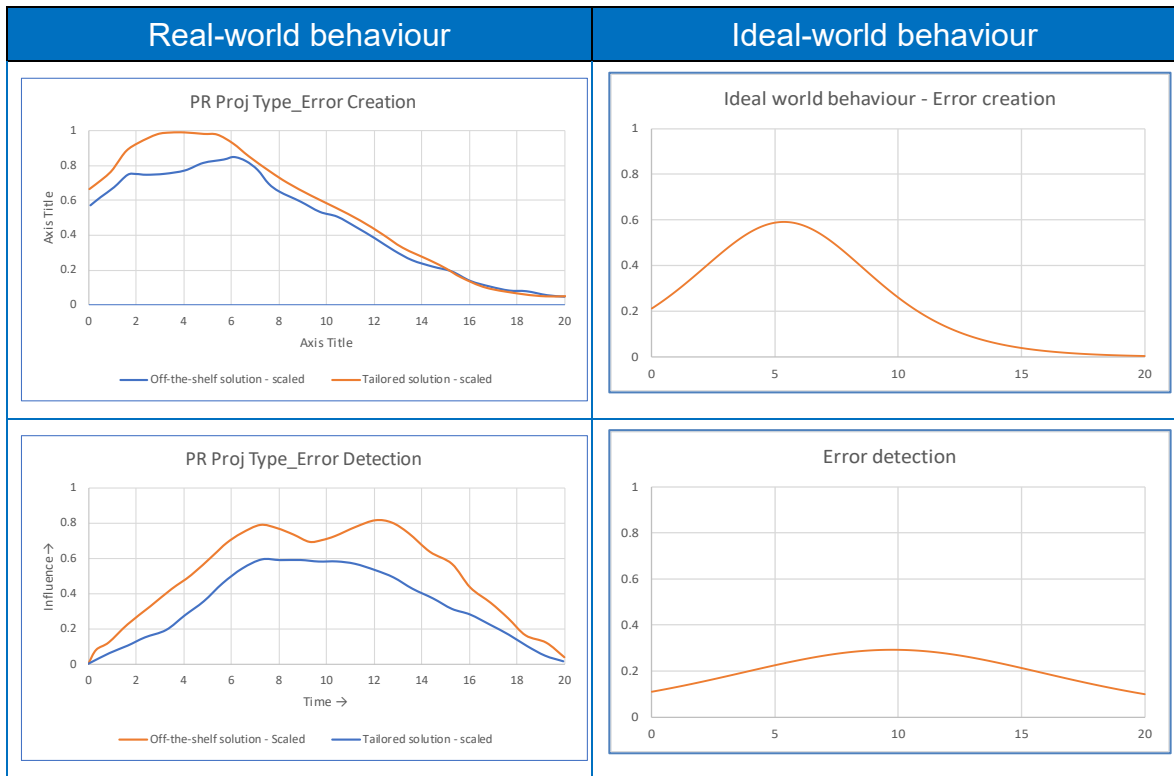 Real-world behaviour
Ideal-world behaviour
PR Proj Type_Error Creation
1
0.8
0.6
0.4
0.2
0
Axis Title
0 2 4 6 8 10 12 14 16 18 20
Axis Title
Off-the-shelf solution - scaled Tailored solution - scaled
Ideal world behaviour - Error creation
1
0.8
0.6
0.4
0.2
0
0 5 10 15 20
PR Proj Type_Error Detection
1
0.8
0.6
0.4
0.2
0
Influence →
0 2 4 6 8 10 12 14 16 18 20
Time →
Off-the-shelf solution - Scaled Tailored solution - scaled
Error detection
1
0.8
0.6
0.4
0.2
0
0 5 10 15 20